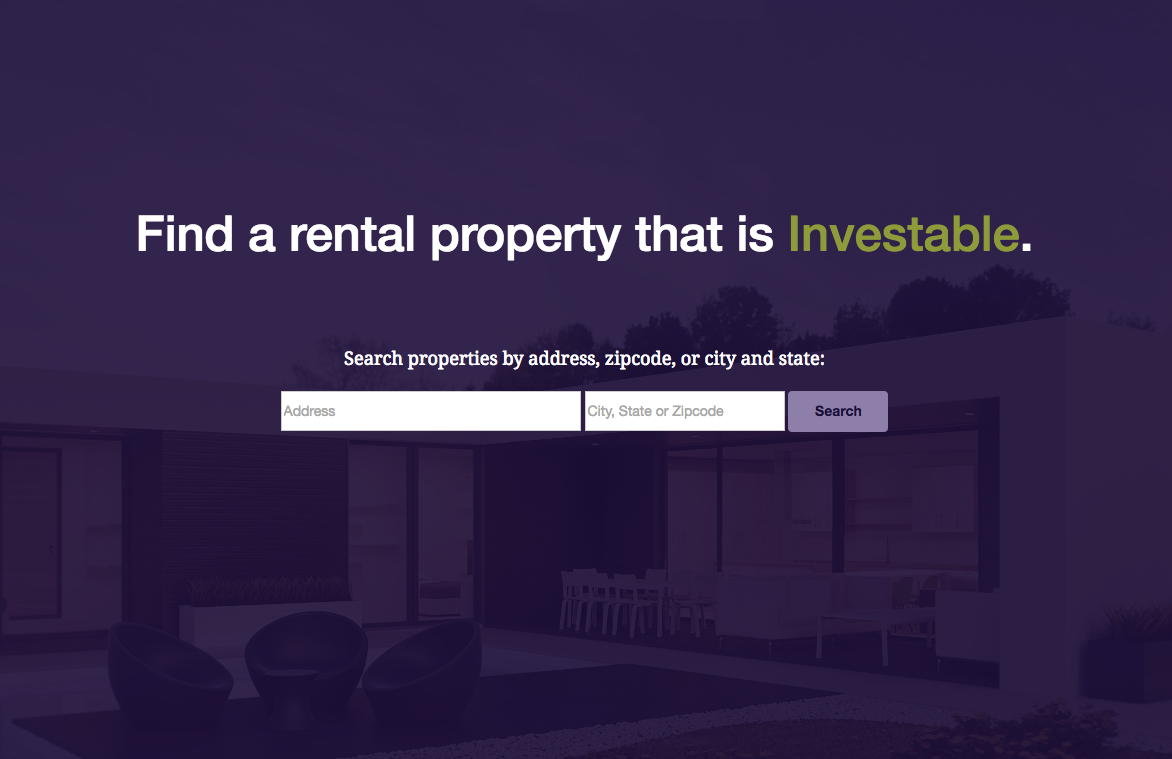 Find a rental property that is Investable.
Search properties by address, zipcode, or city and state:
Address City, State or Zipcode Search